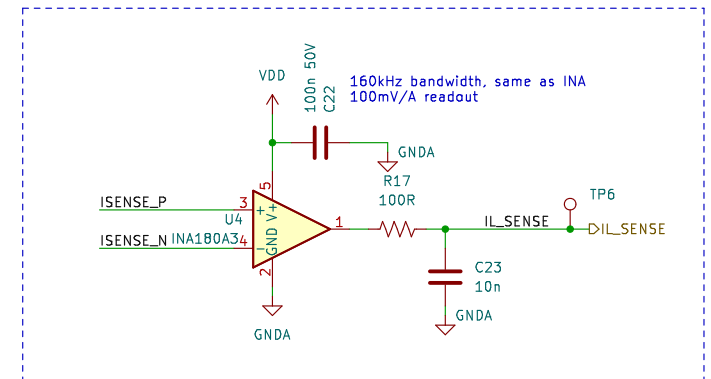 VDD
100n 50V
C22
160kHz bandwidth, same as INA
100mV/A readout
GNDA
R17
100R
TP6
ISENSE_P
3
5
U4
+
V+
1
IL_SENSE
IL_SENSE
ISENSE_N
INA180A3
4
−
GND
2
C23
10n
GNDA
GNDA